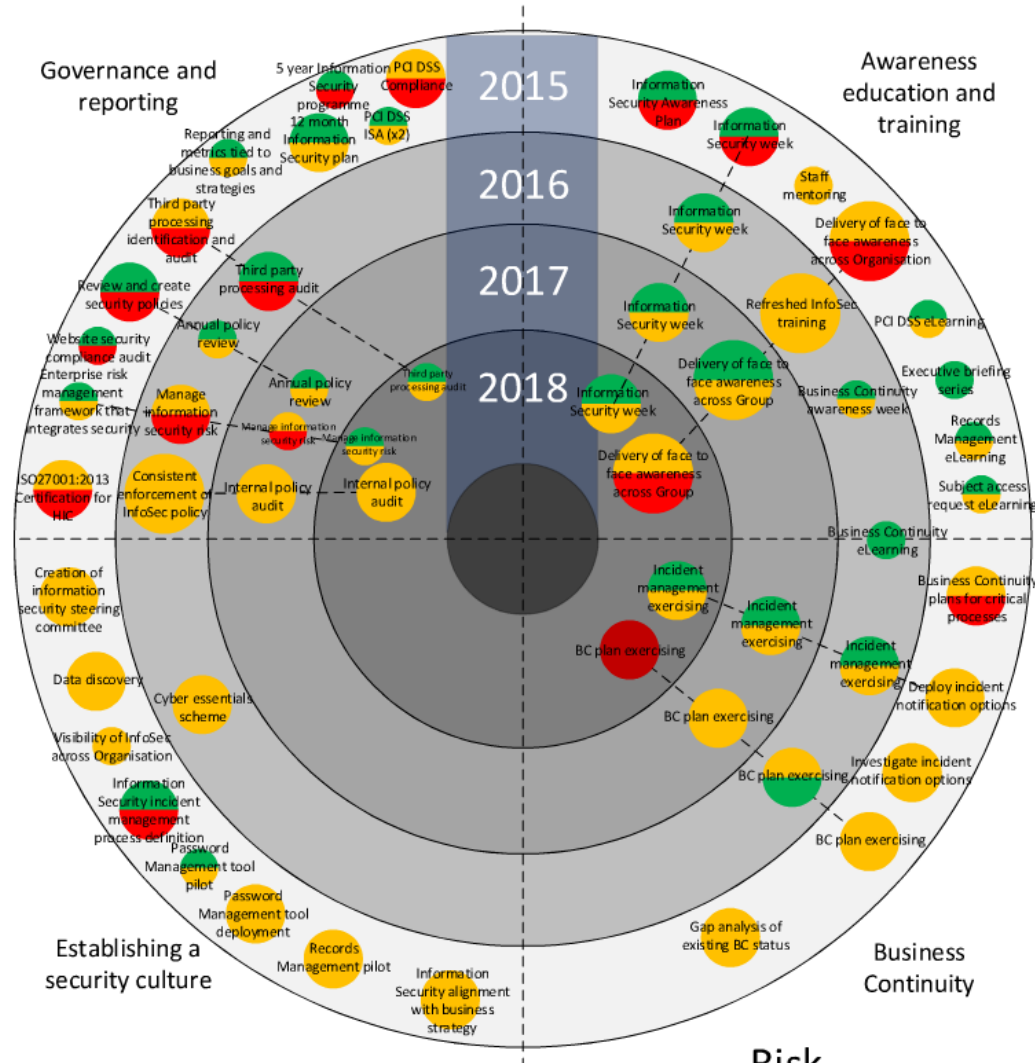 Governance and
reporting
Awareness
education and
training
Establishing a
security culture
Business
Continuity
Risk
2015
2016
2017
2018
5 year Information
Security
programme
PCI DSS
Compliance
12 month
Information
Security plan
PCI DSS
ISA (x2)
Reporting and
metrics tied to
business goals and
strategies
Third party
processing
identification and
audit
Third party
processing audit
Third party
processing audit
Review and create
security policies
Annual policy
review
Annual policy
review
Website security
compliance audit
Enterprise risk
management
framework that
integrates security
Manage
information
security risk
Manage information
security risk
Manage information
security risk
ISO27001:2013
Certification for
HIC
Consistent
enforcement of
InfoSec policy
Internal policy
audit
Internal policy
audit
Information
Security Awareness
Plan
Information
Security week
Information
Security week
Information
Security week
Information
Security week
Staff
mentoring
Delivery of face to
face awareness
across Organisation
Refreshed InfoSec
training
Delivery of face to
face awareness
across Group
Delivery of face to
face awareness
across Group
PCI DSS eLearning
Executive briefing
series
Business Continuity
awareness week
Records
Management
eLearning
Subject access
request eLearning
Business Continuity
eLearning
Creation of
information
security steering
committee
Data discovery
Cyber essentials
scheme
Visibility of InfoSec
across Organisation
Information
Security incident
management
process definition
Password
Management tool
pilot
Password
Management tool
deployment
Records
Management pilot
Information
Security alignment
with business
strategy
Business Continuity
plans for critical
processes
Incident
management
exercising
Incident
management
exercising
Incident
management
exercising
Deploy incident
notification options
BC plan exercising
BC plan exercising
BC plan exercising
Investigate incident
notification options
BC plan exercising
Gap analysis of
existing BC status